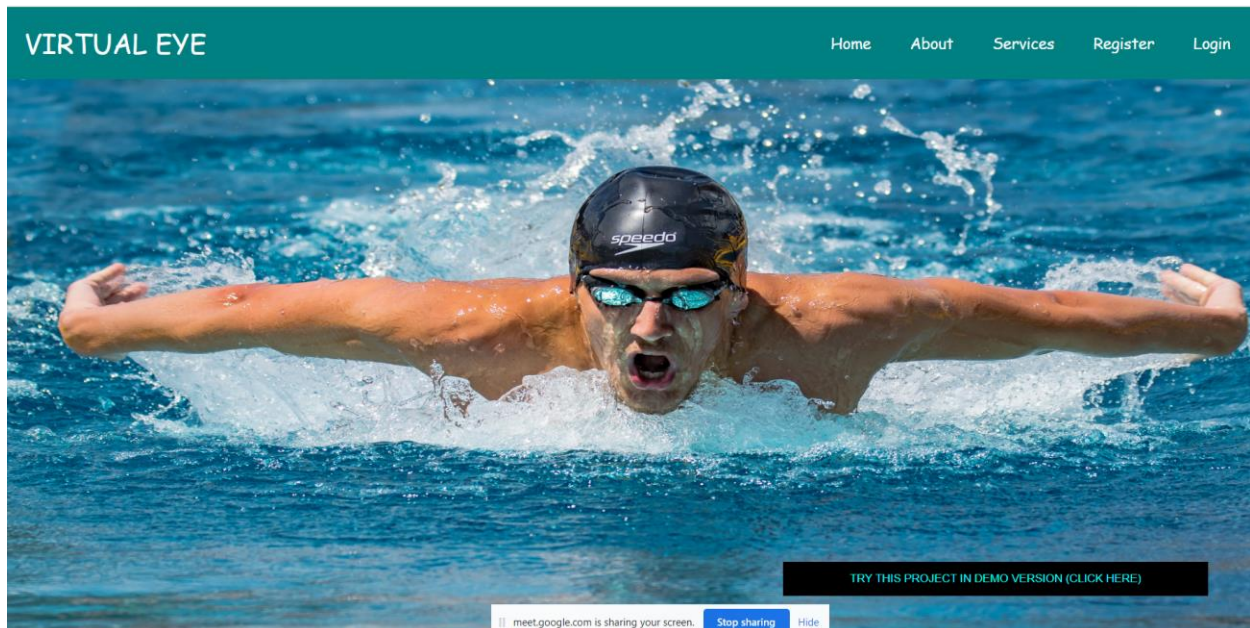 VIRTUAL EYE
Home About Services Register Login
speedo
TRY THIS PROJECT IN DEMO VERSION (CLICK HERE)
meet.google.com is sharing your screen. Stop sharing Hide